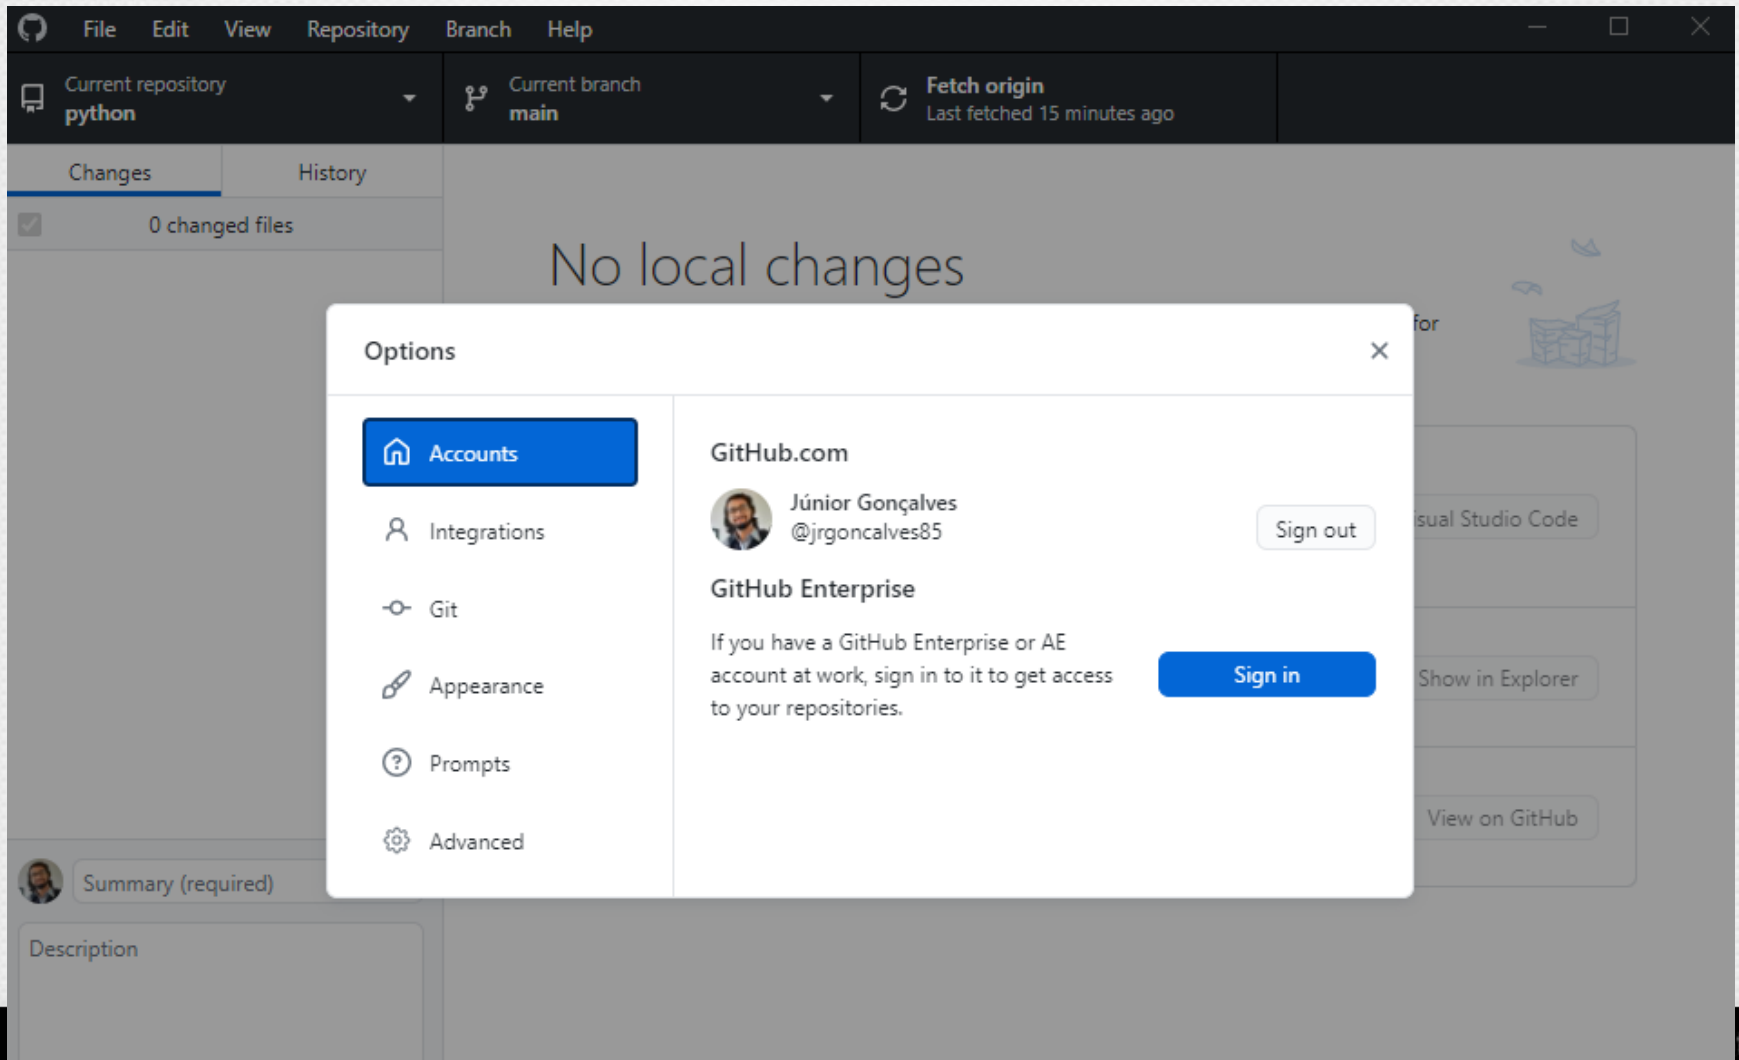 File Edit View Repository Branch Help
Current repository
python
Current branch
main
Fetch origin
Last fetched 15 minutes ago
Changes History
0 changed files
No local changes
for
Options
Accounts
Integrations
Git
Appearance
Prompts
Advanced
GitHub.com
Júnior Gonçalves
@jrgoncalves85
Sign out
GitHub Enterprise
If you have a GitHub Enterprise or AE
account at work, sign in to it to get access
to your repositories.
Sign in
isual Studio Code
Show in Explorer
View on GitHub
Summary (required)
Description